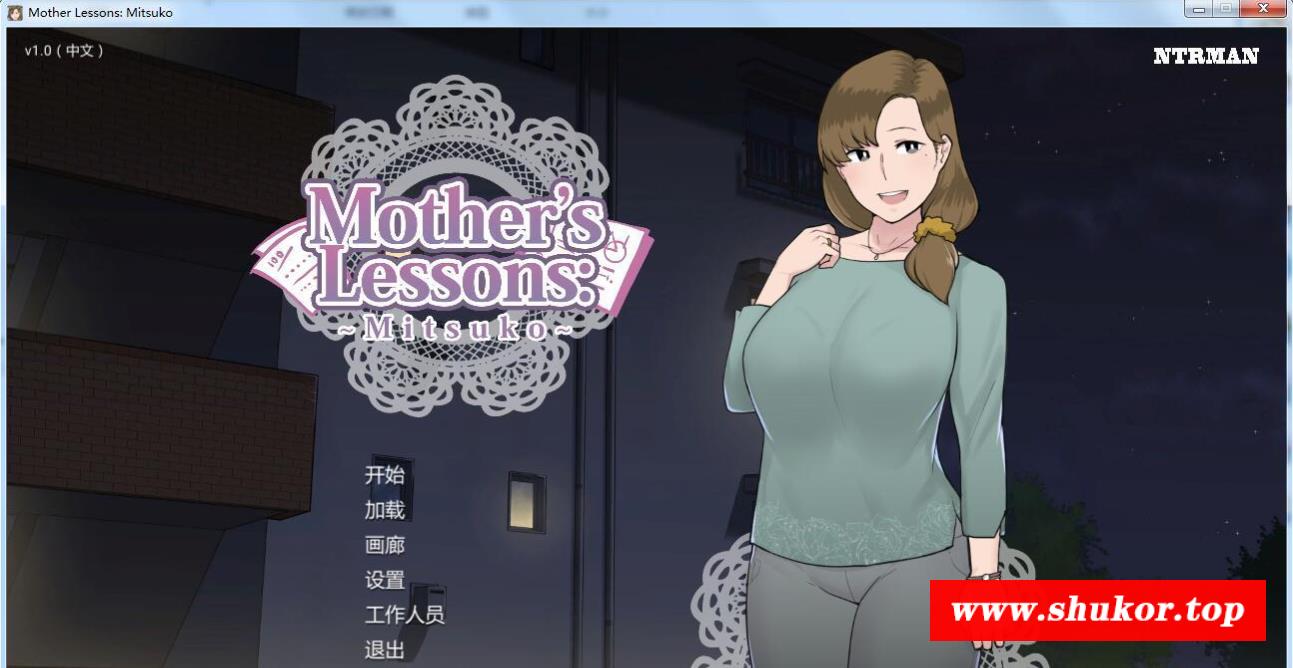 Mother Lessons: Mitsuko
v1.0 ( 中文 )
NTRMAN
Mother's
Lessons:
~Mitsuko~
100
开始
加载
画廊
设置
工作人员
退出
www.shukor.top